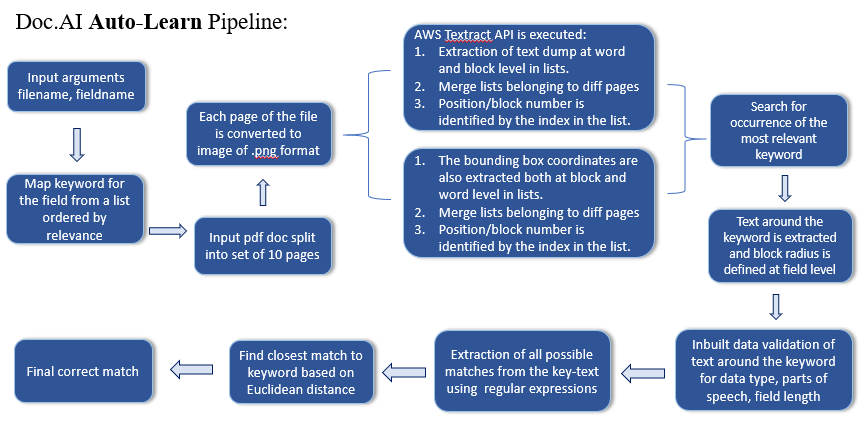 Doc.AI Auto-Learn Pipeline:
Input arguments
filename, fieldname
Map keyword for
the field from a list
ordered by
relevance
Input pdf doc split
into set of 10 pages
Each page of the file
is converted to
image of .png format
AWS Textract API is executed:
1. Extraction of text dump at word
and block level in lists.
2. Merge lists belonging to diff pages
3. Position/block number is
identified by the index in the list.
1. The bounding box coordinates are
also extracted both at block and
word level in lists.
2. Merge lists belonging to diff pages
3. Position/block number is
identified by the index in the list.
Search for
occurrence of the
most relevant
keyword
Text around the
keyword is extracted
and block radius is
defined at field level
Inbuilt data validation of
text around the keyword
for data type, parts of
speech, field length
Extraction of all possible
matches from the key-text
using regular expressions
Find closest match to
keyword based on
Euclidean distance
Final correct match